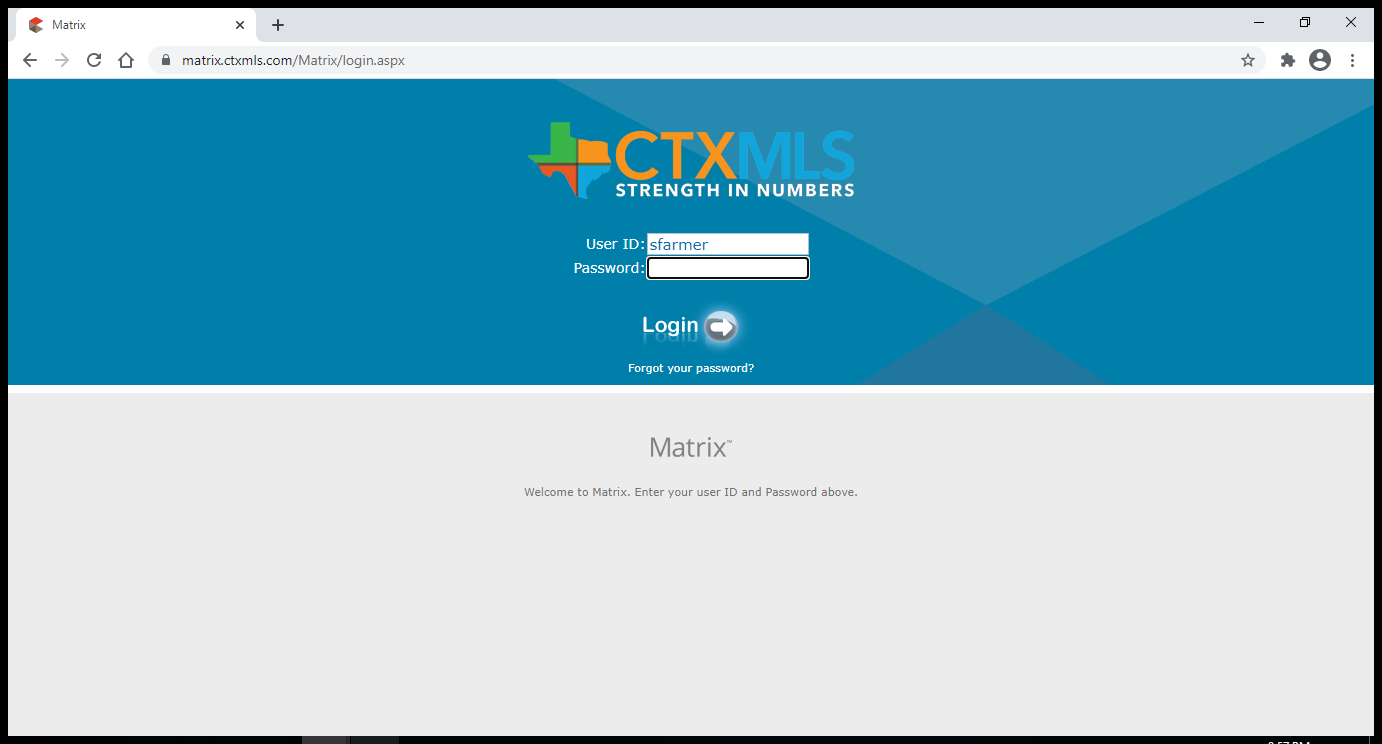 Matrix
matrix.ctxmls.com/Matrix/login.aspx
CTXMLS
STRENGTH IN NUMBERS
User ID: sfarmer
Password:
Login
Forgot your password?
Matrix™
Welcome to Matrix. Enter your user ID and Password above.